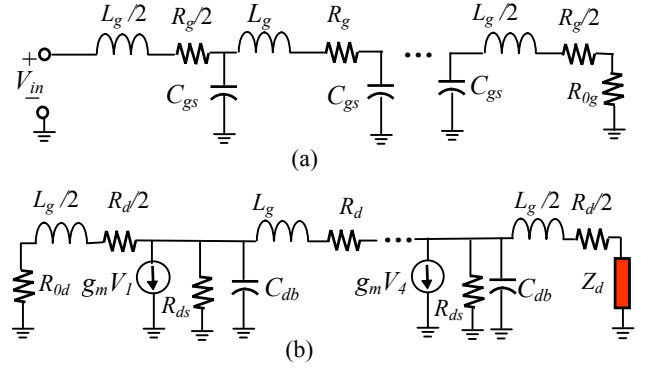 L_g/2 R_g/2 L_g R_g L_g/2 R_g/2
+ V_in − C_gs C_gs ••• C_gs R_0g
(a)
L_g/2 R_d/2 L_g R_d L_g/2 R_d/2
R_0d g_mV_1 R_ds C_db ••• g_mV_4 R_ds C_db Z_d
(b)